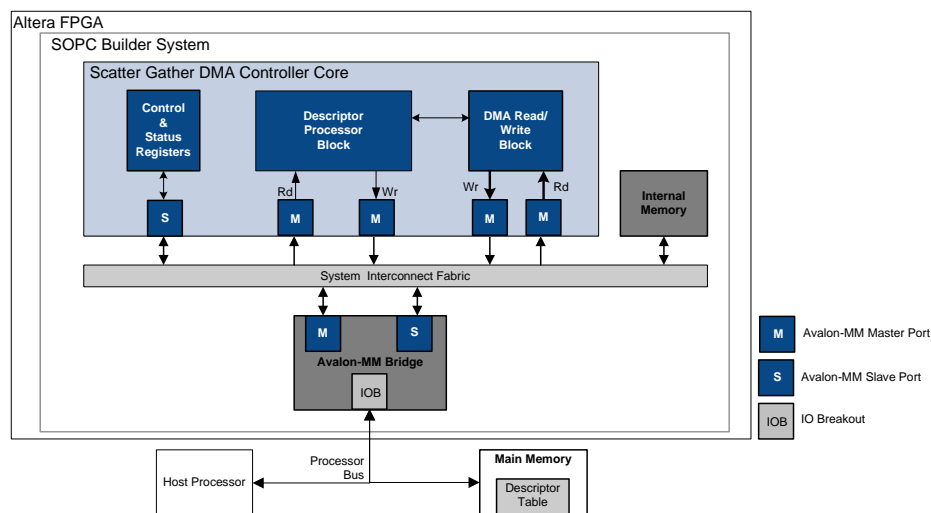 Altera FPGA
SOPC Builder System
Scatter Gather DMA Controller Core
Control
&
Status
Registers
Descriptor
Processor
Block
DMA Read/
Write
Block
Rd
Wr
Wr
Rd
S
M
M
M
M
Internal
Memory
System Interconnect Fabric
M
S
Avalon-MM Bridge
IOB
M
Avalon-MM Master Port
S
Avalon-MM Slave Port
IOB
IO Breakout
Host Processor
Processor
Bus
Main Memory
Descriptor
Table